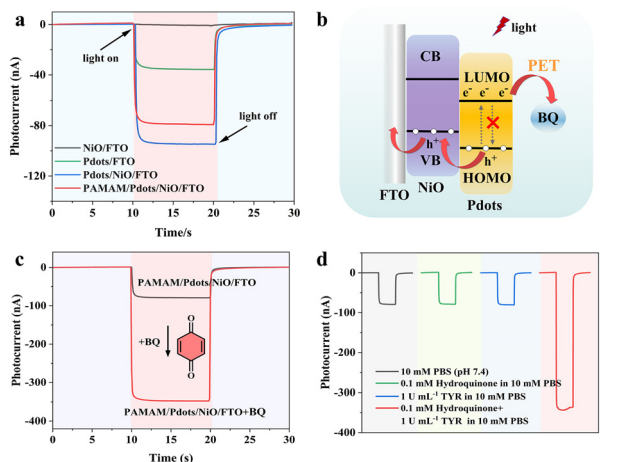 a
0
-40
-80
-120
Photocurrent (nA)
light on
light off
NiO/FTO
Pdots/FTO
Pdots/NiO/FTO
PAMAM/Pdots/NiO/FTO
0
5
10
15
20
25
30
Time/s
b
light
CB
LUMO
PET
e-
e-
e-
BQ
h+
VB
h+
HOMO
FTO
NiO
Pdots
c
0
-100
-200
-300
-400
Photocurrent (nA)
PAMAM/Pdots/NiO/FTO
+BQ
O
O
PAMAM/Pdots/NiO/FTO+BQ
0
5
10
15
20
25
30
Time (s)
d
0
-50
-100
-150
-200
-250
-300
-350
-400
Photocurrent (nA)
10 mM PBS (pH 7.4)
0.1 mM Hydroquinone in 10 mM PBS
1 U mL⁻¹ TYR in 10 mM PBS
0.1 mM Hydroquinone+
1 U mL⁻¹ TYR in 10 mM PBS